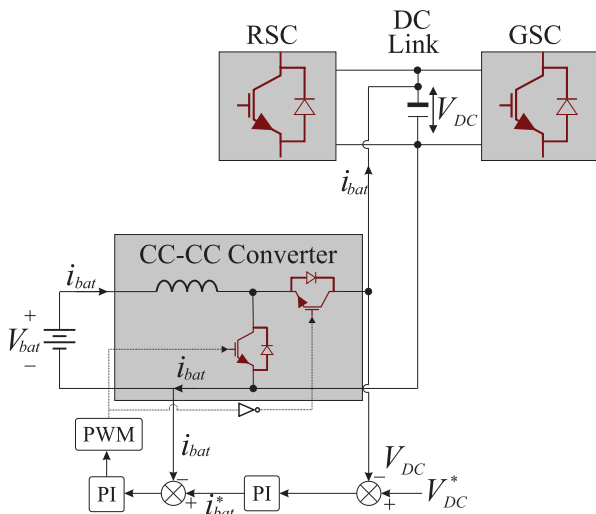 RSC
DC
Link
GSC
V_DC
i_bat
CC-CC Converter
i_bat
+
V_bat
−
i_bat
PWM
i_bat
V_DC
PI
−
+
i*_bat
PI
−
+
V*_DC